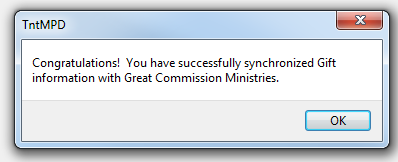 TntMPD
Congratulations!  You have successfully synchronized Gift
information with Great Commission Ministries.
OK